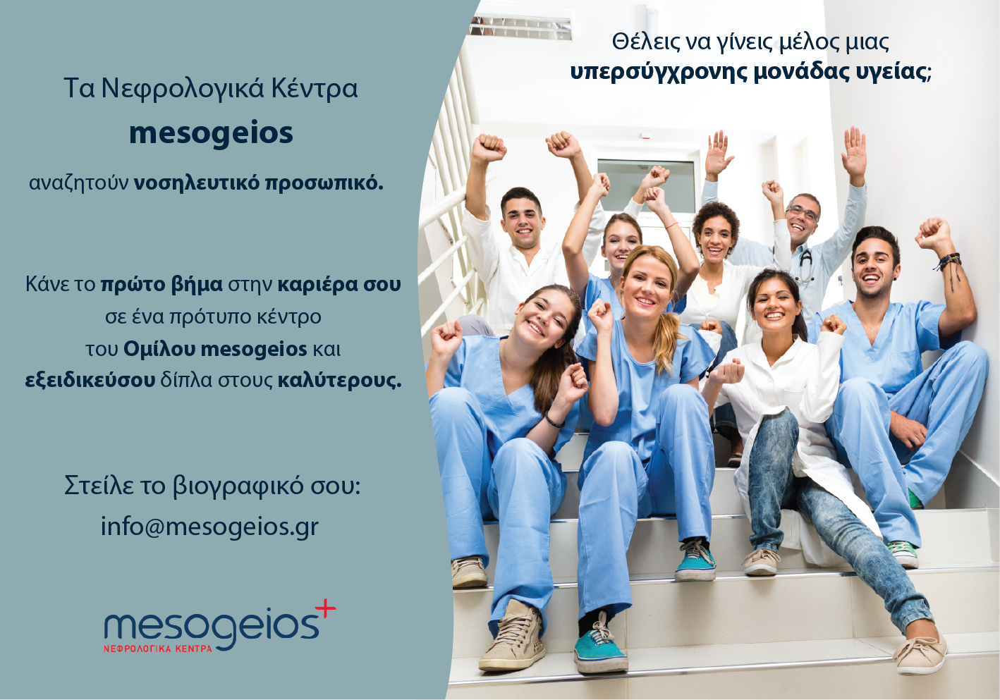 Τα Νεφρολογικά Κέντρα
mesogeios
αναζητούν νοσηλευτικό προσωπικό.
Κάνε το πρώτο βήμα στην καριέρα σου
σε ένα πρότυπο κέντρο
του Ομίλου mesogeios και
εξειδικεύσου δίπλα στους καλύτερους.
Στείλε το βιογραφικό σου:
info@mesogeios.gr
mesogeios+
ΝΕΦΡΟΛΟΓΙΚΑ ΚΕΝΤΡΑ
Θέλεις να γίνεις μέλος μιας
υπερσύγχρονης μονάδας υγείας;